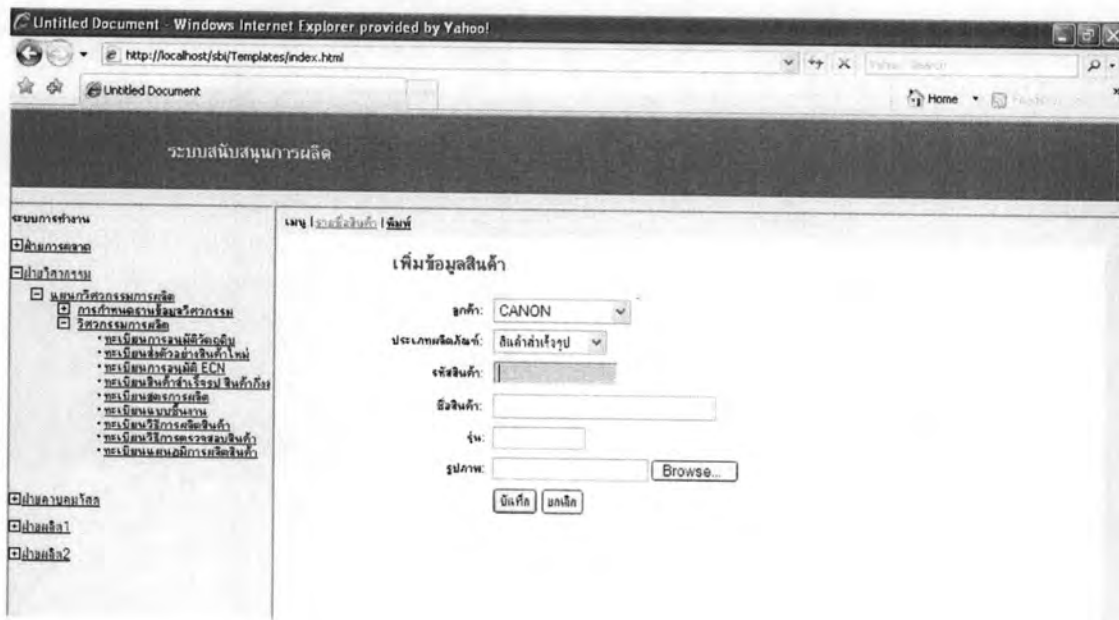 Untitled Document - Windows Internet Explorer provided by Yahoo!
http://localhost/sbi/Templates/index.html
Untitled Document
Home
ระบบสนับสนุนการผลิต
ระบบการทำงาน
ฝ่ายการตลาด
ฝ่ายวิศวกรรม
แผนกวิศวกรรมการผลิต
การกำหนดฐานข้อมูลวิศวกรรม
วิศวกรรมการผลิต
ทะเบียนการอนุมัติวัตถุดิบ
ทะเบียนส่งตัวอย่างสินค้าใหม่
ทะเบียนการอนุมัติ ECN
ทะเบียนสินค้าสำเร็จรูป สินค้ากึ่งส
ทะเบียนสูตรการผลิต
ทะเบียนแบบชิ้นงาน
ทะเบียนวิธีการผลิตสินค้า
ทะเบียนวิธีการตรวจสอบสินค้า
ทะเบียนแผนภูมิการผลิตสินค้า
ฝ่ายควบคุมวัสดุ
ฝ่ายผลิต1
ฝ่ายผลิต2
เมนู | รายชื่อสินค้า | พิมพ์
เพิ่มข้อมูลสินค้า
ลูกค้า: CANON
ประเภทผลิตภัณฑ์: สินค้าสำเร็จรูป
รหัสสินค้า:
ชื่อสินค้า:
รุ่น:
รูปภาพ: Browse...
บันทึก ยกเลิก